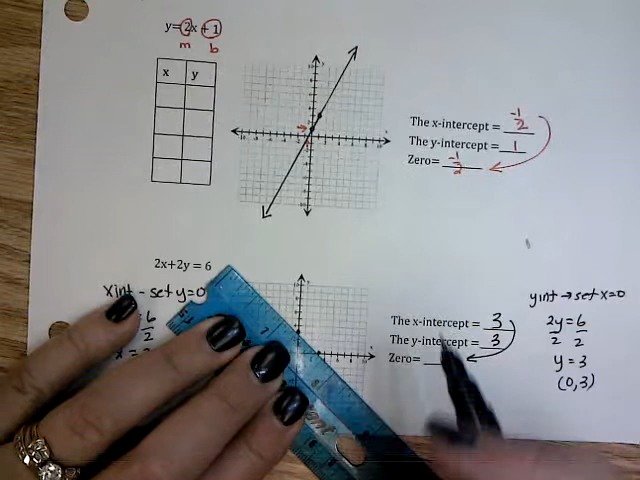 y=2x+1
m b
x y
The x-intercept = -1/2
The y-intercept = 1
Zero= -1/2
2x+2y = 6
xint - set y=0
6
2
The x-intercept = 3
The y-intercept = 3
Zero=
yint → set x=0
2y = 6
2 2
y = 3
(0,3)